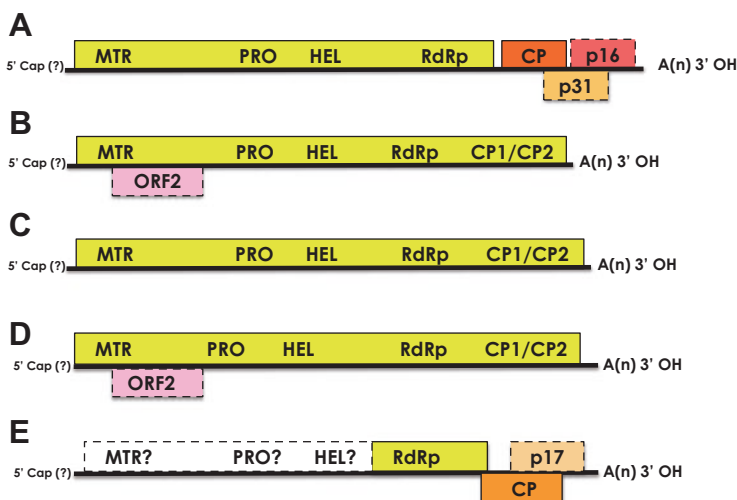 A
MTR PRO HEL RdRp CP p16
5' Cap (?) A(n) 3' OH
p31
B
MTR PRO HEL RdRp CP1/CP2
5' Cap (?) A(n) 3' OH
ORF2
C
MTR PRO HEL RdRp CP1/CP2
5' Cap (?) A(n) 3' OH
D
MTR PRO HEL RdRp CP1/CP2
5' Cap (?) A(n) 3' OH
ORF2
E
MTR? PRO? HEL? RdRp p17
5' Cap (?) A(n) 3' OH
CP